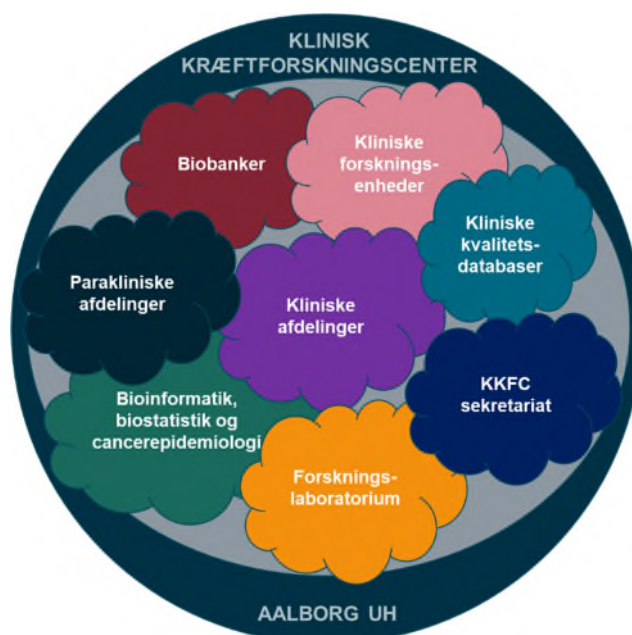 KLINISK
KRÆFTFORSKNINGSCENTER
Biobanker
Kliniske
forsknings-
enheder
Kliniske
kvalitets-
databaser
Parakliniske
afdelinger
Kliniske
afdelinger
KKFC
sekretariat
Bioinformatik,
biostatistik og
cancerepidemiologi
Forsknings-
laboratorium
AALBORG UH